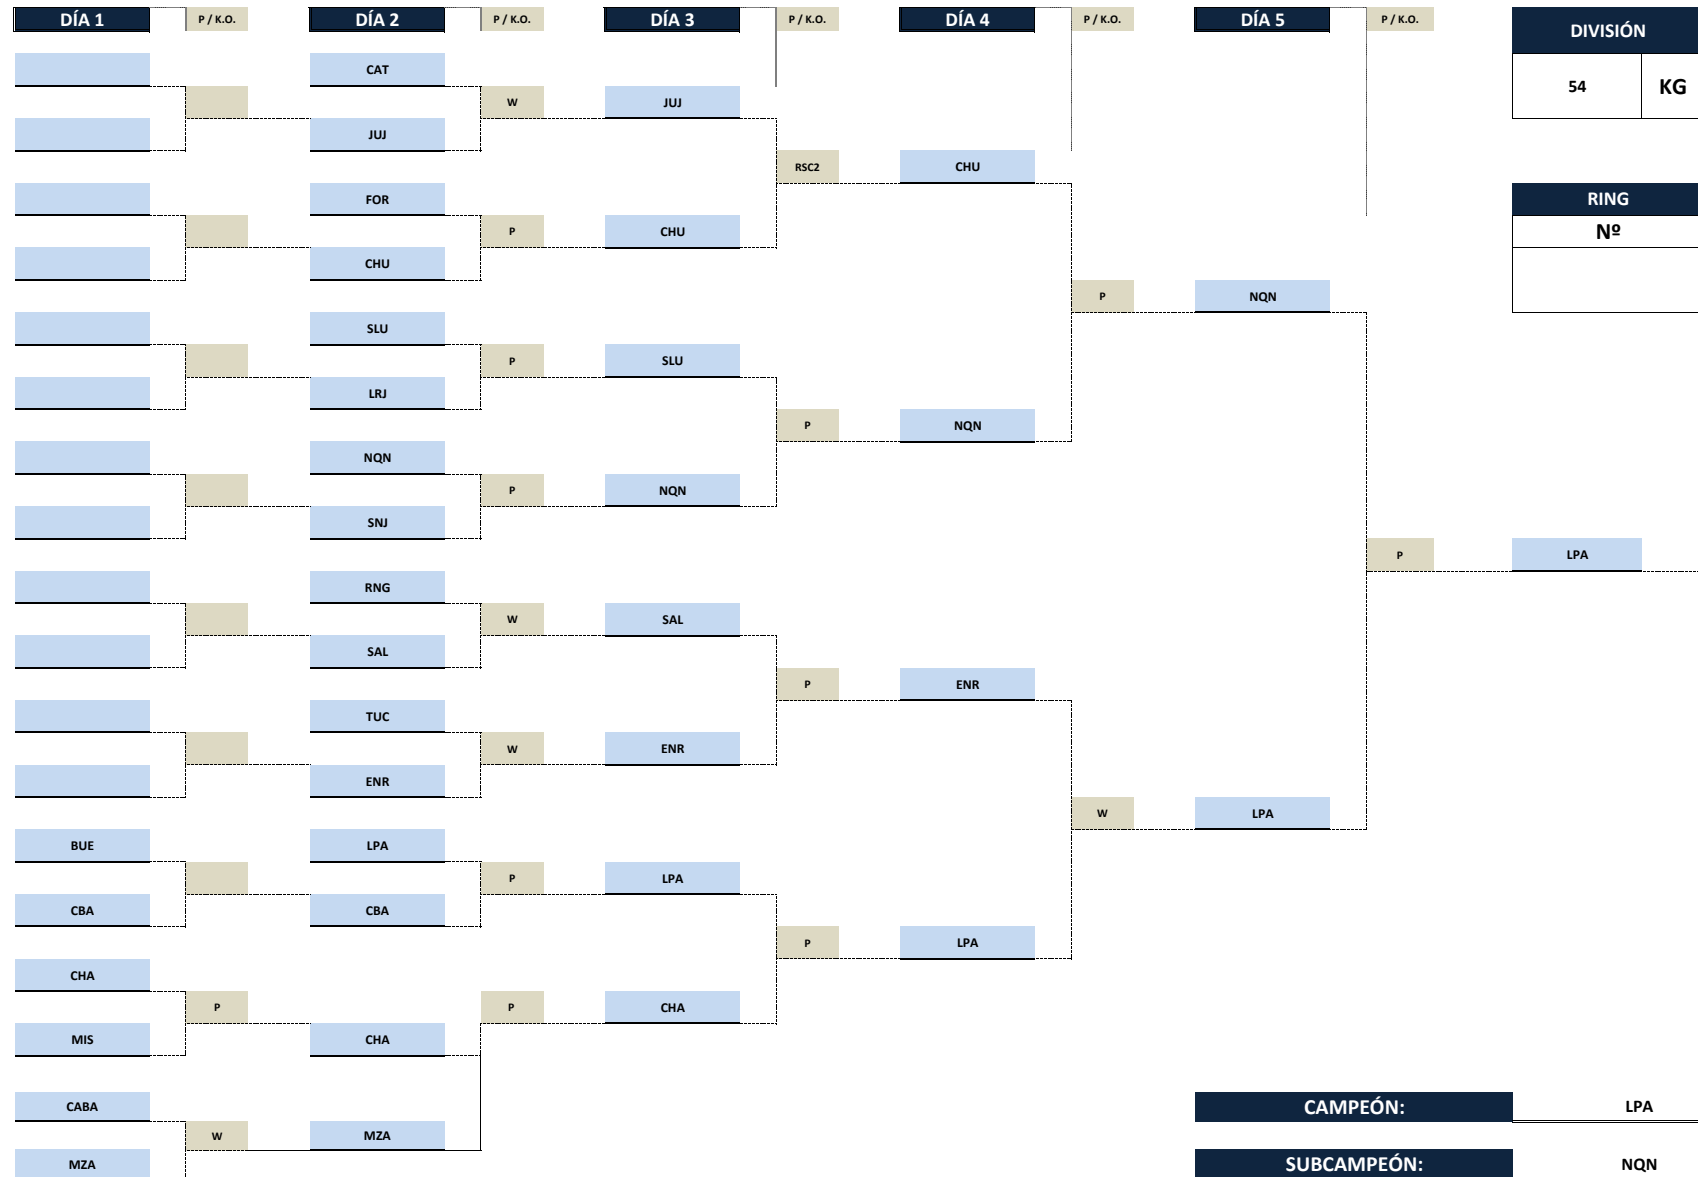 DÍA 1 P / K.O. DÍA 2 P / K.O. DÍA 3 P / K.O. DÍA 4 P / K.O. DÍA 5 P / K.O.
DIVISIÓN
CAT
54 KG
W JUJ
JUJ
RSC2 CHU
FOR RING
P CHU Nº
CHU
P NQN
SLU
P SLU
LRJ
P NQN
NQN
P NQN
SNJ
P LPA
RNG
W SAL
SAL
P ENR
TUC
W ENR
ENR
W LPA
BUE LPA
P LPA
CBA CBA
P LPA
CHA
P P CHA
MIS CHA
CABA CAMPEÓN: LPA
W MZA
MZA SUBCAMPEÓN: NQN